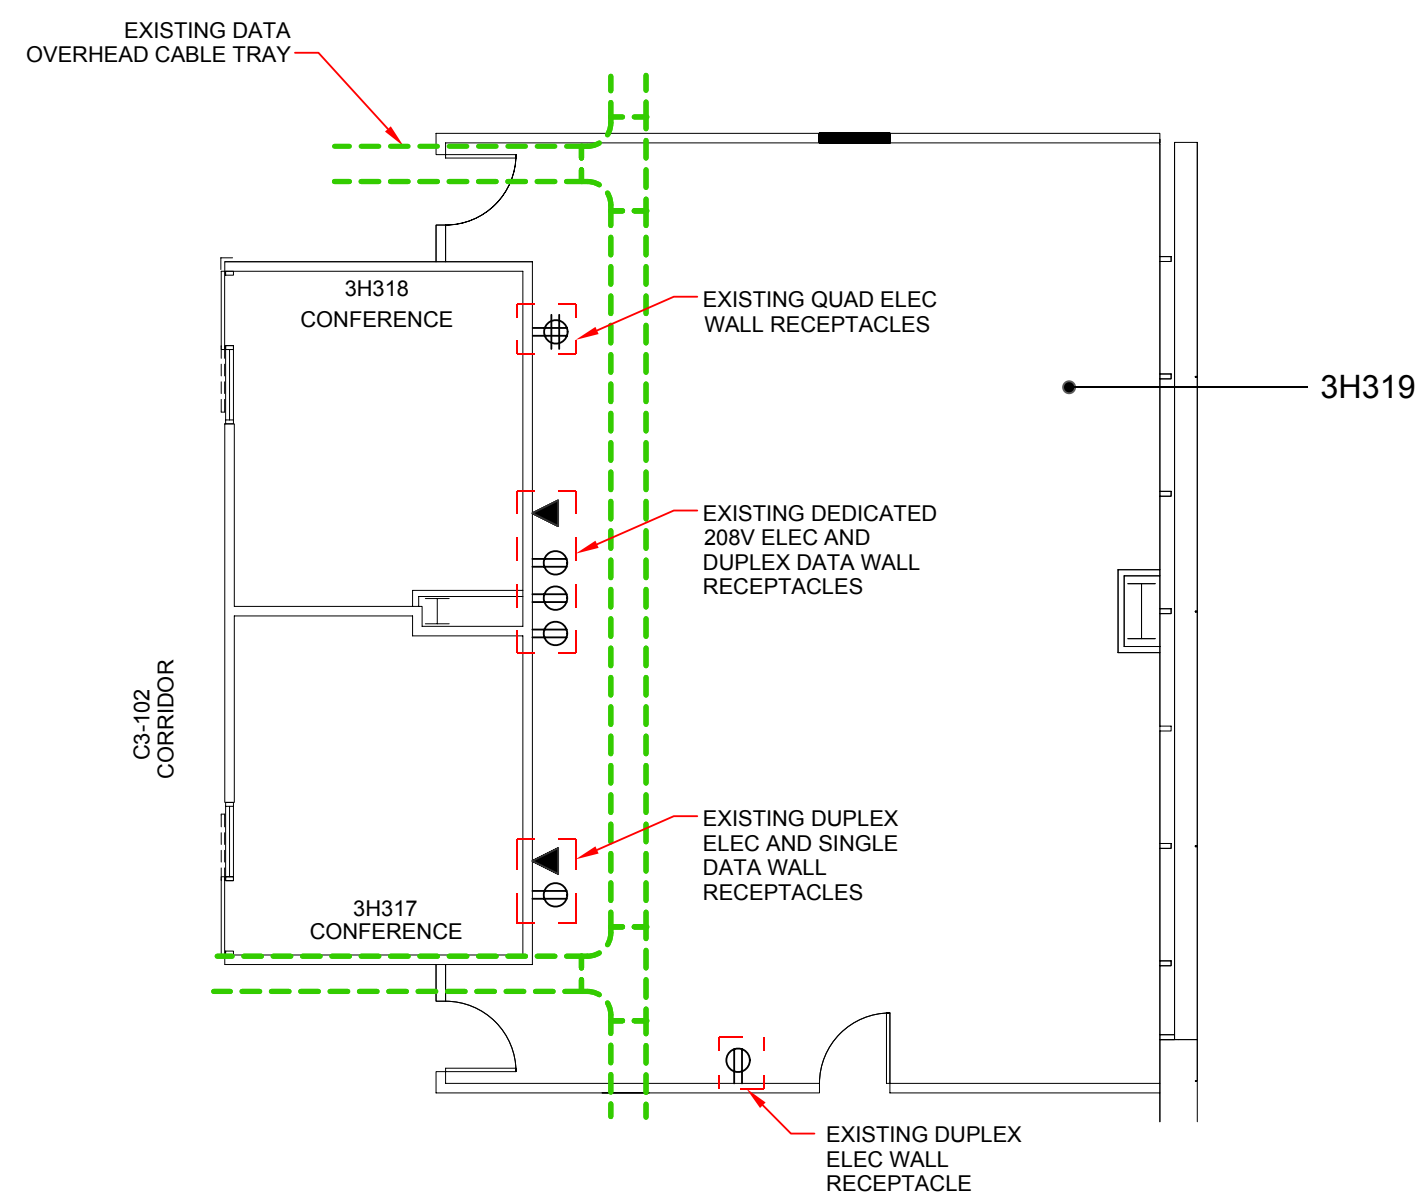 EXISTING DATA
OVERHEAD CABLE TRAY
3H318
CONFERENCE
EXISTING QUAD ELEC
WALL RECEPTACLES
3H319
EXISTING DEDICATED
208V ELEC AND
DUPLEX DATA WALL
RECEPTACLES
C3-102
CORRIDOR
EXISTING DUPLEX
ELEC AND SINGLE
DATA WALL
RECEPTACLES
3H317
CONFERENCE
EXISTING DUPLEX
ELEC WALL
RECEPTACLE